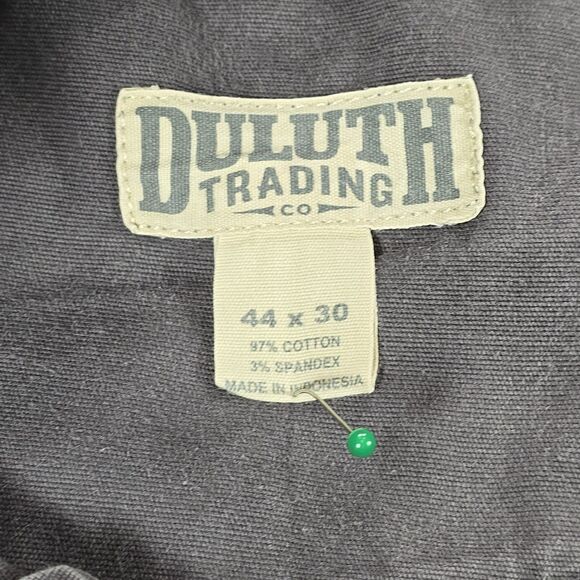 DULUTH
TRADING
CO
44 x 30
97% COTTON
3% SPANDEX
MADE IN INDONESIA